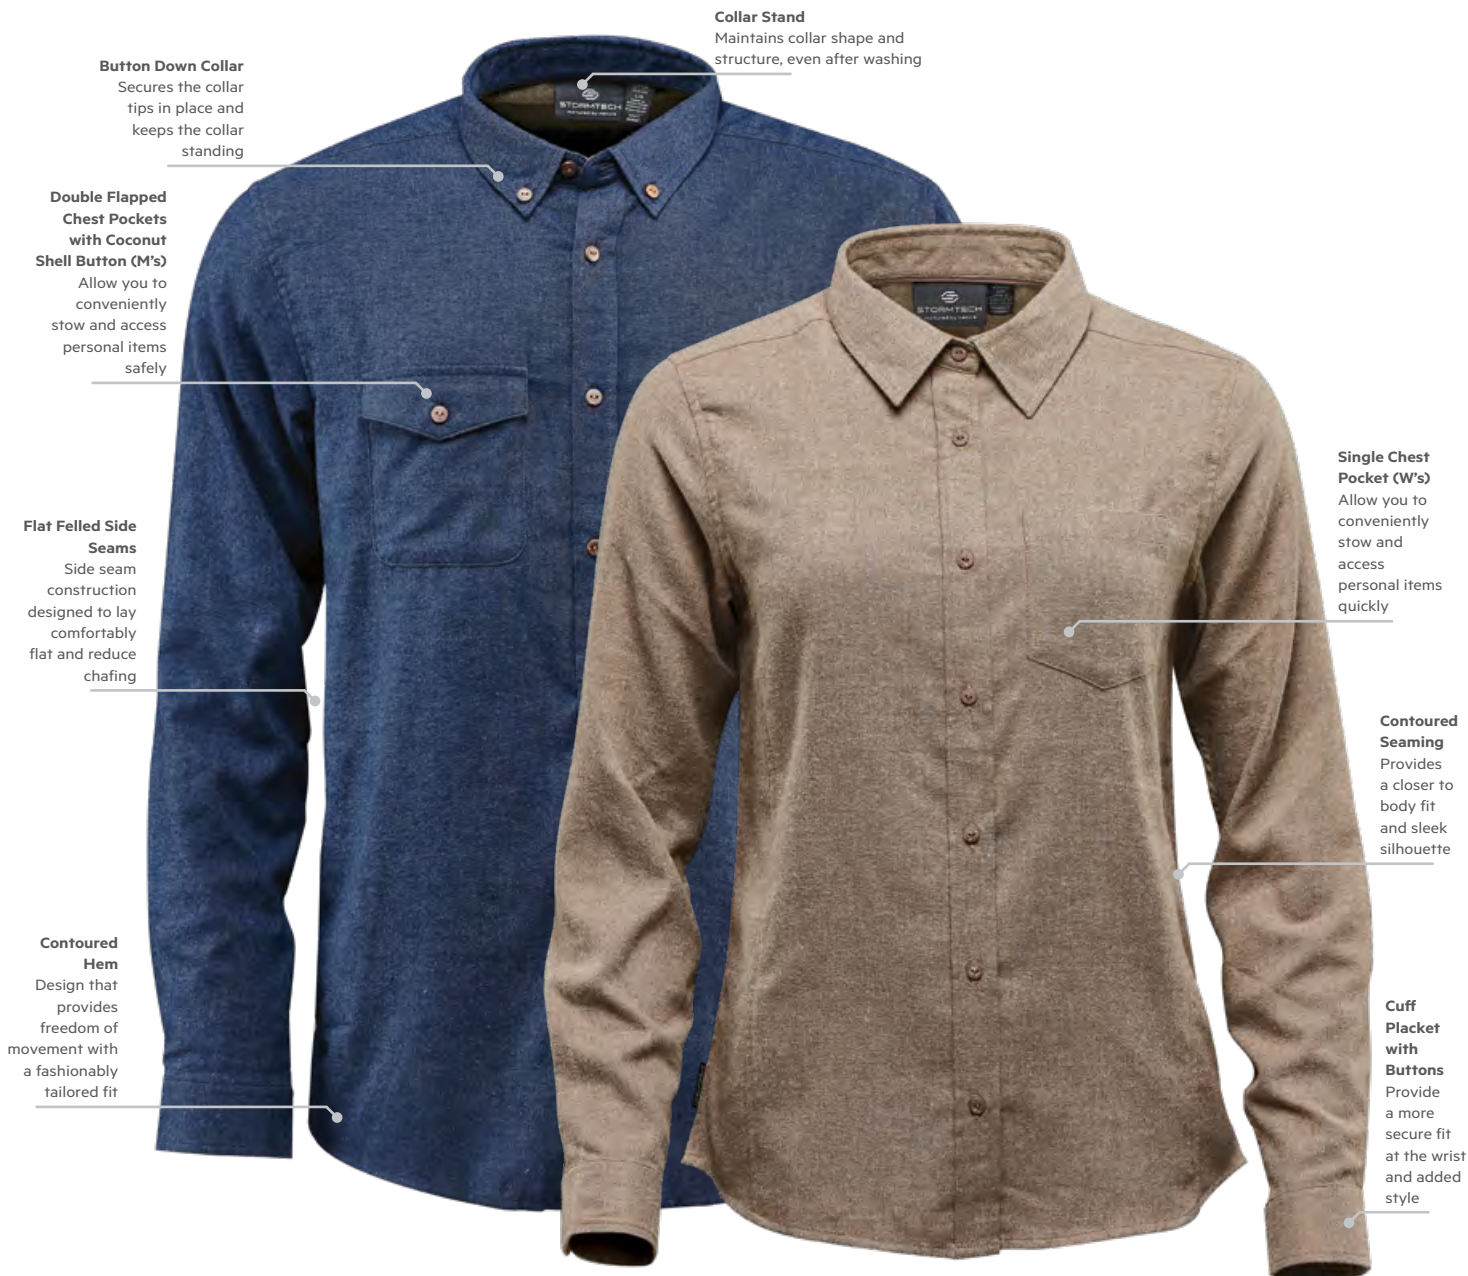 Collar Stand
Maintains collar shape and
structure, even after washing
Button Down Collar
Secures the collar
tips in place and
keeps the collar
standing
STORMTECH
Double Flapped
Chest Pockets
with Coconut
Shell Button (M's)
Allow you to
conveniently
stow and access
personal items
safely
STORMTECH
Single Chest
Pocket (W's)
Allow you to
conveniently
stow and
access
personal items
quickly
Flat Felled Side
Seams
Side seam
construction
designed to lay
comfortably
flat and reduce
chafing
Contoured
Seaming
Provides
a closer to
body fit
and sleek
silhouette
Contoured
Hem
Design that
provides
freedom of
movement with
a fashionably
tailored fit
Cuff
Placket
with
Buttons
Provide
a more
secure fit
at the wrist
and added
style